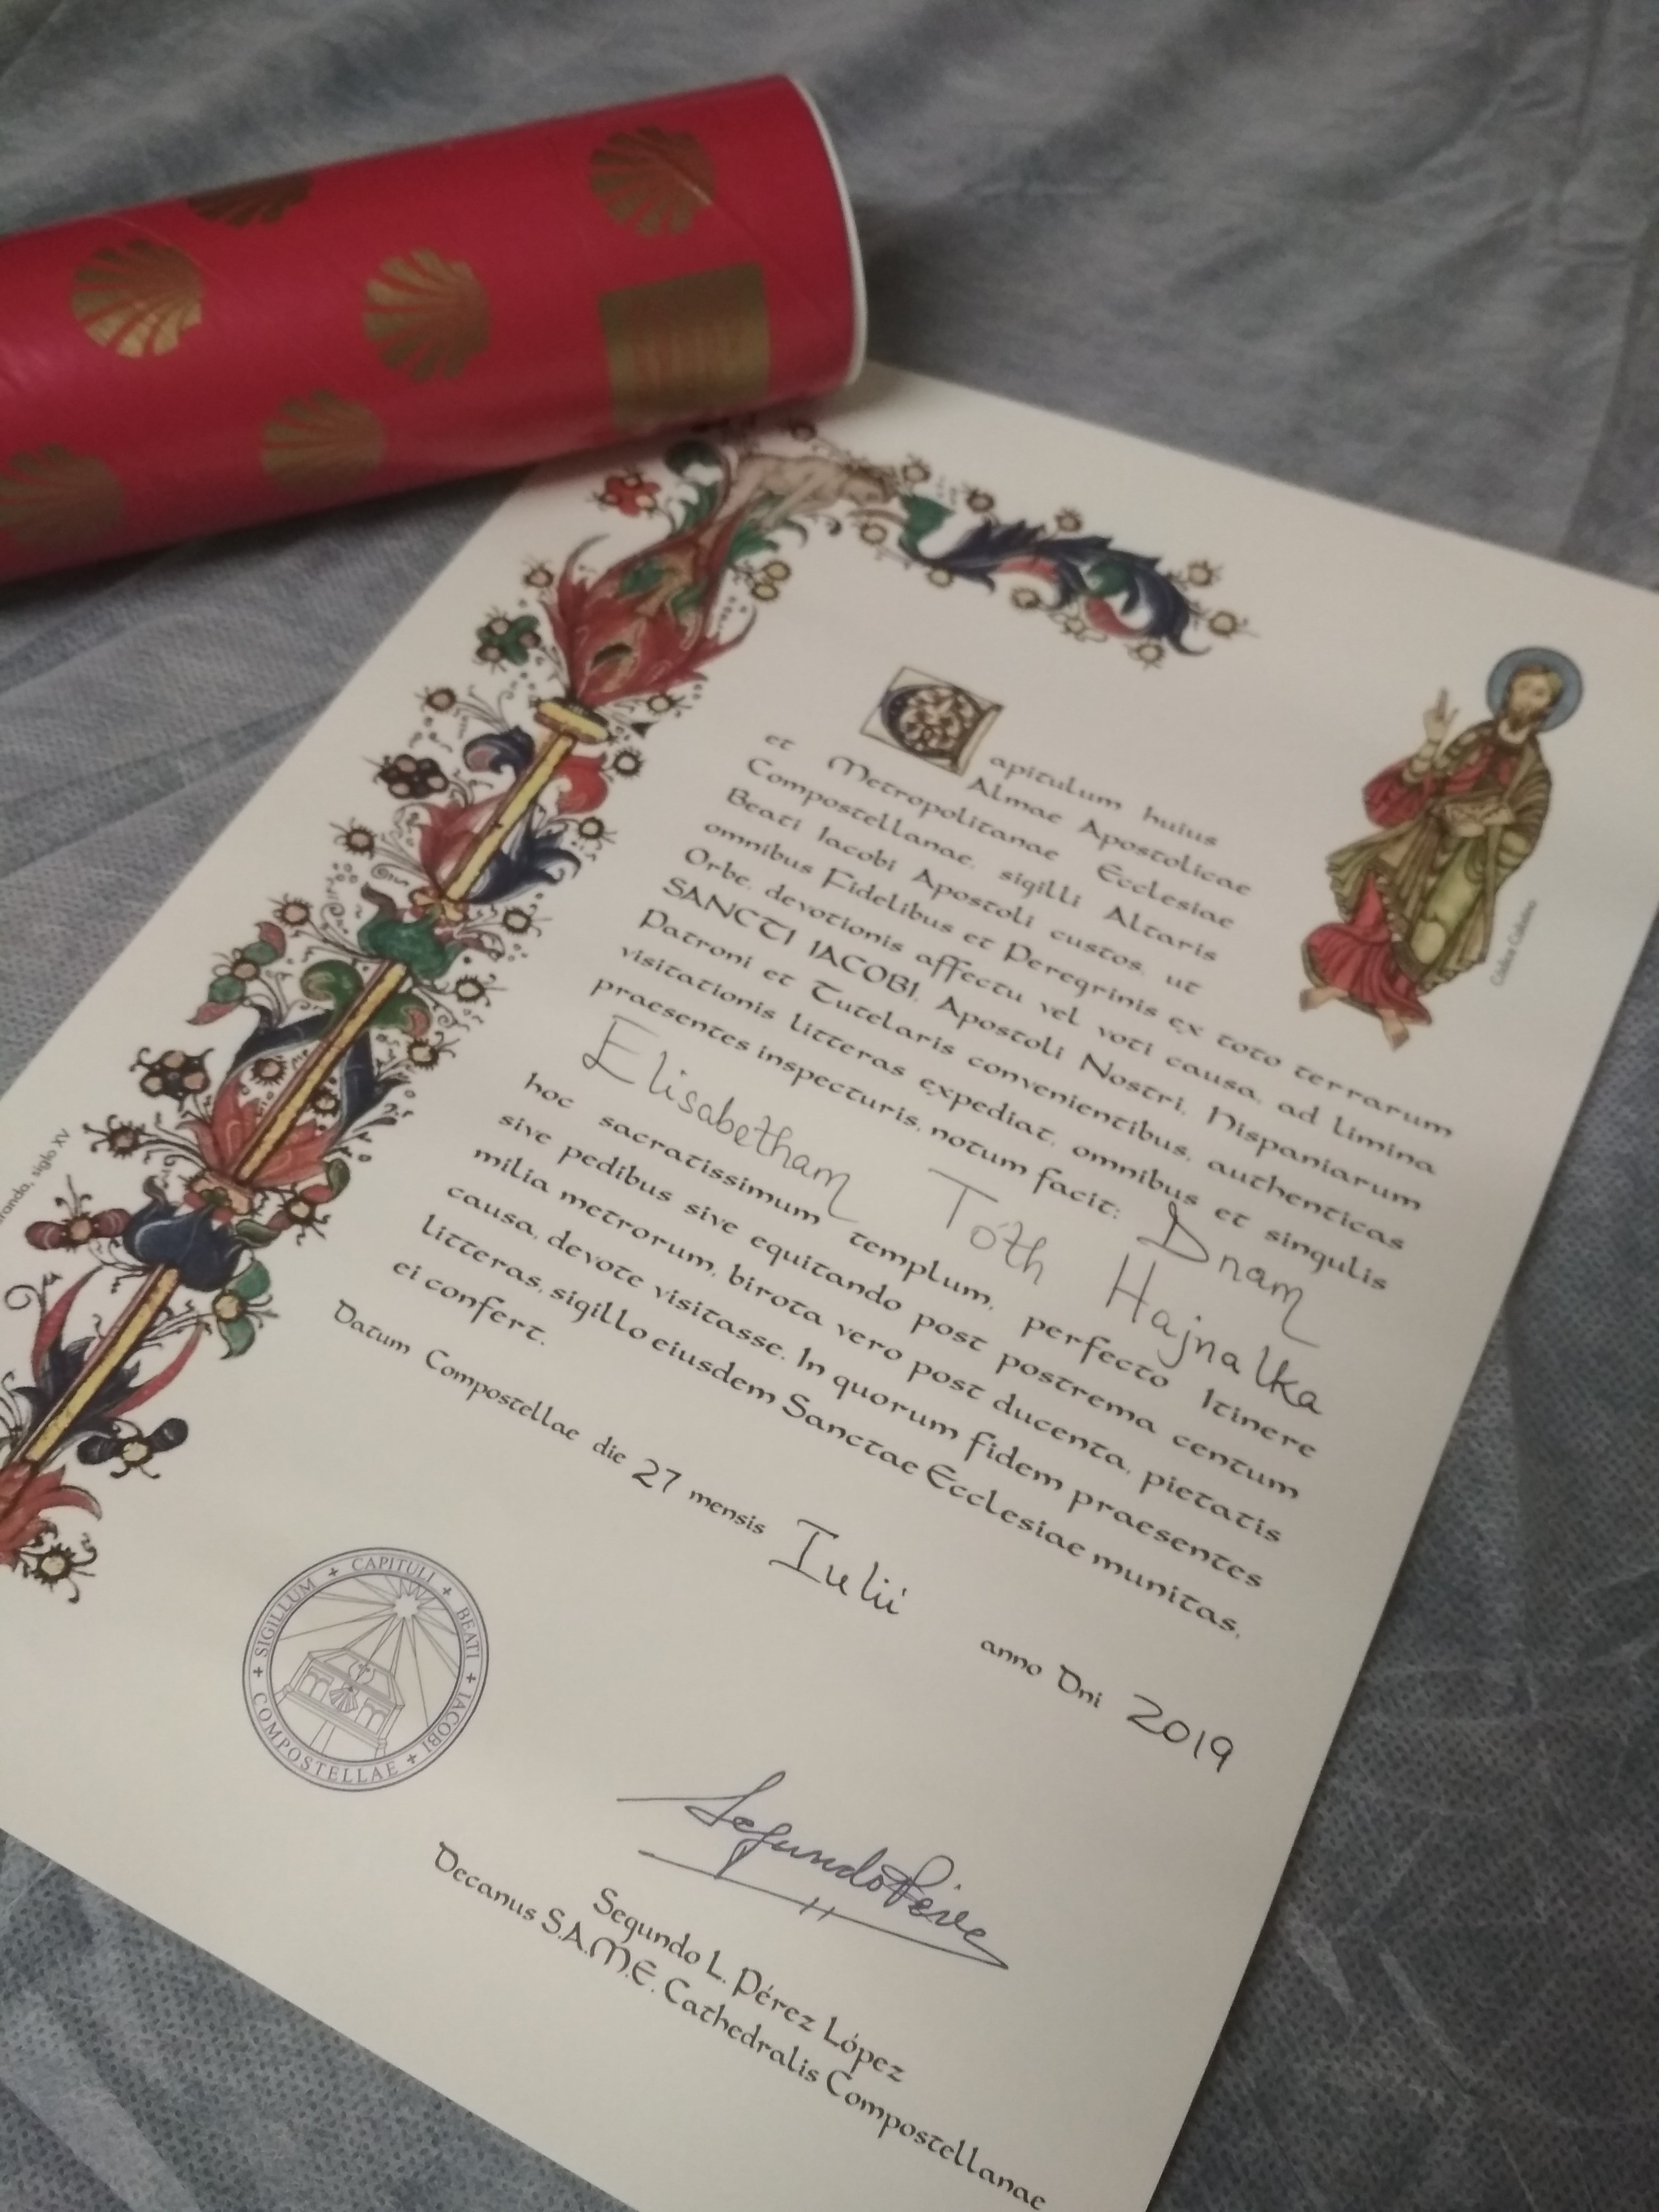 Capitulum huius
Almae Apostolicae
et Metropolitanae Ecclesiae
Compostellanae, sigilli Altaris
Beati Iacobi Apostoli custos, ut
omnibus Fidelibus et Peregrinis ex toto terrarum
Orbe, devotionis affectu vel voti causa, ad limina
SANCTI IACOBI, Apostoli Nostri, Hispaniarum
Patroni et Tutelaris convenientibus, authenticas
visitationis litteras expediat, omnibus et singulis
praesentes inspecturis, notum facit: Dnam
Elisabetham Tóth Hajnalka
hoc sacratissimum templum, perfecto Itinere
sive pedibus sive equitando post postrema centum
milia metrorum, birota vero post ducenta, pietatis
causa, devote visitasse. In quorum fidem praesentes
litteras, sigillo eiusdem Sanctae Ecclesiae munitas,
ei confert.
Datum Compostellae die 27 mensis Iulii anno Dni 2019
SIGILLUM + CAPITULI + BEATI + IACOBI + COMPOSTELLAE +
Segundo Pérez
Segundo L. Pérez López
Decanus S.A.M.E. Cathedralis Compostellanae
Códice Calixtino
siglo XV